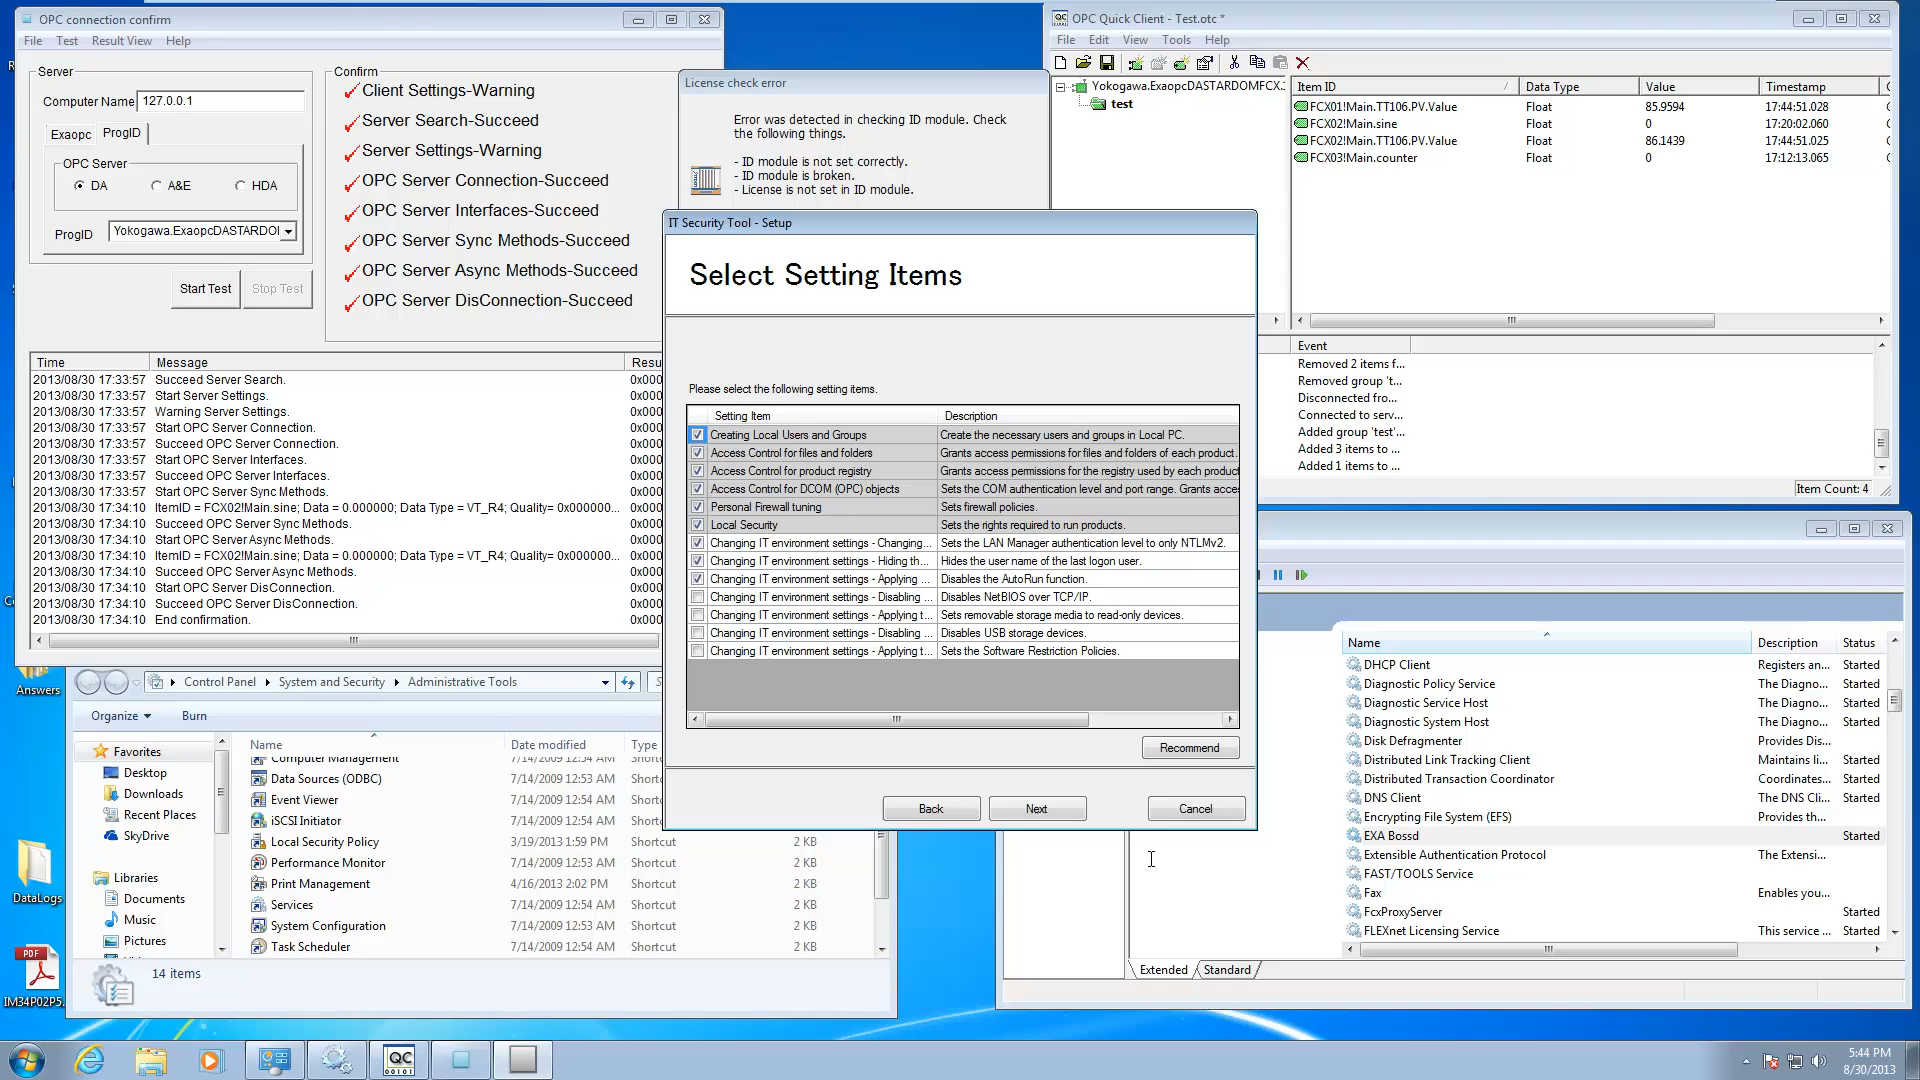 OPC connection confirm
File Test Result View Help
Server
Computer Name 127.0.0.1
Exaopc ProgID
OPC Server
DA A&E HDA
ProgID Yokogawa.ExaopcDASTARDOI
Start Test Stop Test
Confirm
Client Settings-Warning
Server Search-Succeed
Server Settings-Warning
OPC Server Connection-Succeed
OPC Server Interfaces-Succeed
OPC Server Sync Methods-Succeed
OPC Server Async Methods-Succeed
OPC Server DisConnection-Succeed
Time Message Resu
2013/08/30 17:33:57 Succeed Server Search. 0x000
2013/08/30 17:33:57 Start Server Settings. 0x000
2013/08/30 17:33:57 Warning Server Settings. 0x000
2013/08/30 17:33:57 Start OPC Server Connection. 0x000
2013/08/30 17:33:57 Succeed OPC Server Connection. 0x000
2013/08/30 17:33:57 Start OPC Server Interfaces. 0x000
2013/08/30 17:33:57 Succeed OPC Server Interfaces. 0x000
2013/08/30 17:33:57 Start OPC Server Sync Methods. 0x000
2013/08/30 17:34:10 ItemID = FCX02!Main.sine; Data = 0.000000; Data Type = VT_R4; Quality= 0x000000... 0x000
2013/08/30 17:34:10 Succeed OPC Server Sync Methods. 0x000
2013/08/30 17:34:10 Start OPC Server Async Methods. 0x000
2013/08/30 17:34:10 ItemID = FCX02!Main.sine; Data = 0.000000; Data Type = VT_R4; Quality= 0x000000... 0x000
2013/08/30 17:34:10 Succeed OPC Server Async Methods. 0x000
2013/08/30 17:34:10 Start OPC Server DisConnection. 0x000
2013/08/30 17:34:10 Succeed OPC Server DisConnection. 0x000
2013/08/30 17:34:10 End confirmation. 0x000
License check error
Error was detected in checking ID module. Check
the following things.
- ID module is not set correctly.
- ID module is broken.
- License is not set in ID module.
OPC Quick Client - Test.otc *
File Edit View Tools Help
Yokogawa.ExaopcDASTARDOMFCX.
test
Item ID Data Type Value Timestamp
FCX01!Main.TT106.PV.Value Float 85.9594 17:44:51.028
FCX02!Main.sine Float 0 17:20:02.060
FCX02!Main.TT106.PV.Value Float 86.1439 17:44:51.025
FCX03!Main.counter Float 0 17:12:13.065
Event
Removed 2 items f...
Removed group 't...
Disconnected fro...
Connected to serv...
Added group 'test'...
Added 3 items to ...
Added 1 items to ...
Item Count: 4
IT Security Tool - Setup
Select Setting Items
Please select the following setting items.
Setting Item Description
Creating Local Users and Groups Create the necessary users and groups in Local PC.
Access Control for files and folders Grants access permissions for files and folders of each product.
Access Control for product registry Grants access permissions for the registry used by each product
Access Control for DCOM (OPC) objects Sets the COM authentication level and port range. Grants acces
Personal Firewall tuning Sets firewall policies.
Local Security Sets the rights required to run products.
Changing IT environment settings - Changing... Sets the LAN Manager authentication level to only NTLMv2.
Changing IT environment settings - Hiding th... Hides the user name of the last logon user.
Changing IT environment settings - Applying ... Disables the AutoRun function.
Changing IT environment settings - Disabling ... Disables NetBIOS over TCP/IP.
Changing IT environment settings - Applying t... Sets removable storage media to read-only devices.
Changing IT environment settings - Disabling ... Disables USB storage devices.
Changing IT environment settings - Applying t... Sets the Software Restriction Policies.
Recommend
Back Next Cancel
Control Panel System and Security Administrative Tools
Organize Burn
Favorites
Desktop
Downloads
Recent Places
SkyDrive
Libraries
Documents
Music
Pictures
Name Date modified Type
Computer Management 7/14/2009 12:54 AM Shortc
Data Sources (ODBC) 7/14/2009 12:53 AM Shortc
Event Viewer 7/14/2009 12:54 AM Shortc
iSCSI Initiator 7/14/2009 12:54 AM Shortc
Local Security Policy 3/19/2013 1:59 PM Shortcut 2 KB
Performance Monitor 7/14/2009 12:53 AM Shortcut 2 KB
Print Management 4/16/2013 2:02 PM Shortcut 2 KB
Services 7/14/2009 12:54 AM Shortcut 2 KB
System Configuration 7/14/2009 12:53 AM Shortcut 2 KB
Task Scheduler 7/14/2009 12:54 AM Shortcut 2 KB
14 items
Name Description Status
DHCP Client Registers an... Started
Diagnostic Policy Service The Diagno... Started
Diagnostic Service Host The Diagno... Started
Diagnostic System Host The Diagno... Started
Disk Defragmenter Provides Dis...
Distributed Link Tracking Client Maintains li... Started
Distributed Transaction Coordinator Coordinates... Started
DNS Client The DNS Cli... Started
Encrypting File System (EFS) Provides th...
EXA Bossd Started
Extensible Authentication Protocol The Extensi...
FAST/TOOLS Service
Fax Enables you...
FcxProxyServer Started
FLEXnet Licensing Service This service ... Started
Extended Standard
Answers
DataLogs
PDF
IM34P02P5.
QC
5:44 PM
8/30/2013